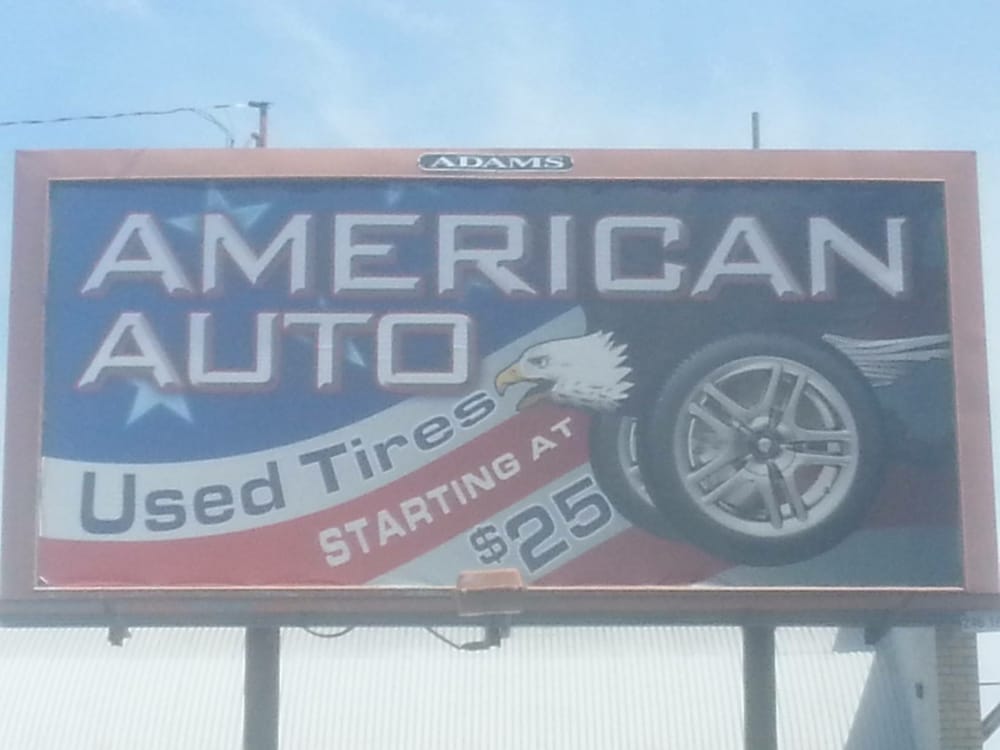 ADAMS
AMERICAN
AUTO
Used Tires
STARTING AT
$25